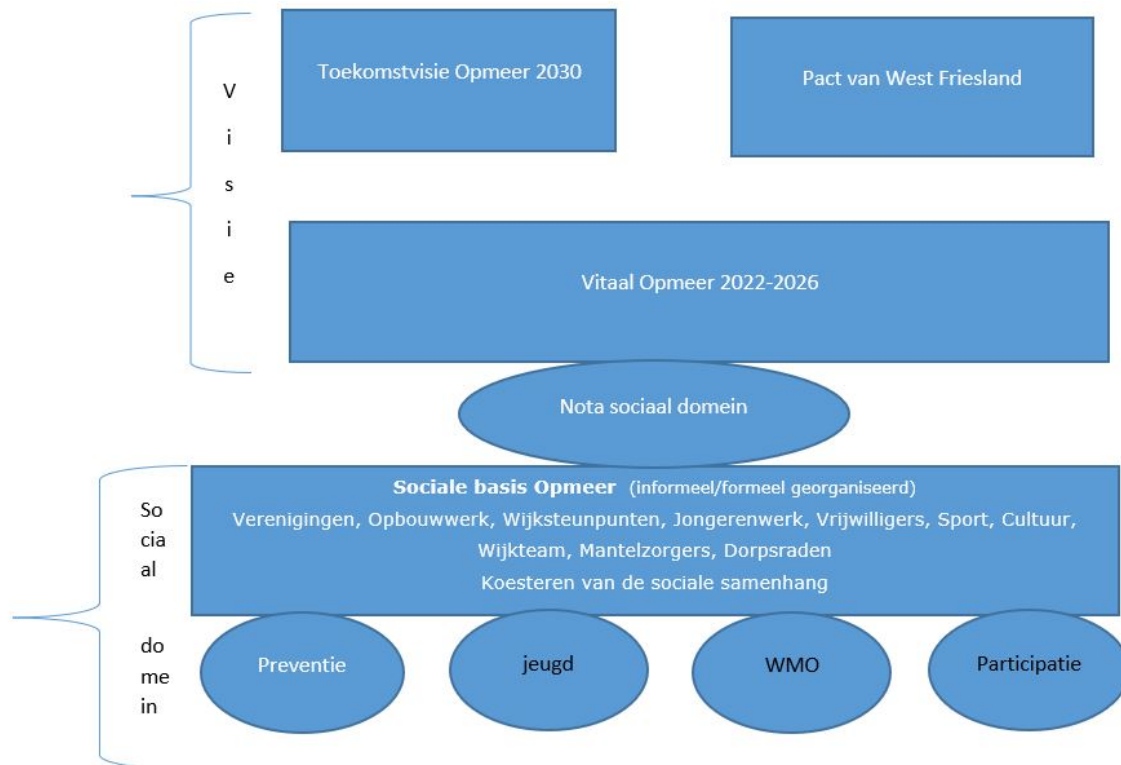 Toekomstvisie Opmeer 2030
Pact van West Friesland
V
i
s
i
e
Vitaal Opmeer 2022-2026
Nota sociaal domein
So
cia
al
do
me
in
Sociale basis Opmeer (informeel/formeel georganiseerd)
Verenigingen, Opbouwwerk, Wijksteunpunten, Jongerenwerk, Vrijwilligers, Sport, Cultuur,
Wijkteam, Mantelzorgers, Dorpsraden
Koesteren van de sociale samenhang
Preventie
jeugd
WMO
Participatie